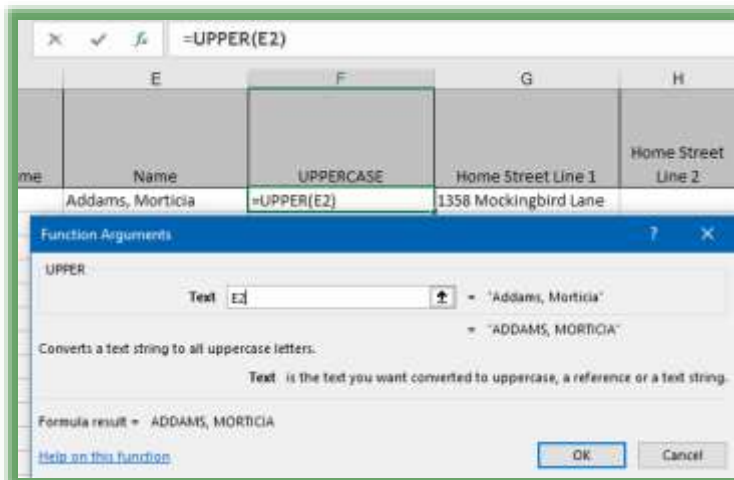 =UPPER(E2)
E F G H
me Name UPPERCASE Home Street Line 1 Home Street Line 2
Addams, Morticia =UPPER(E2) 1358 Mockingbird Lane
Function Arguments ? ×
UPPER
Text E2 = "Addams, Morticia"
= "ADDAMS, MORTICIA"
Converts a text string to all uppercase letters.
Text is the text you want converted to uppercase, a reference or a text string.
Formula result = ADDAMS, MORTICIA
Help on this function OK Cancel